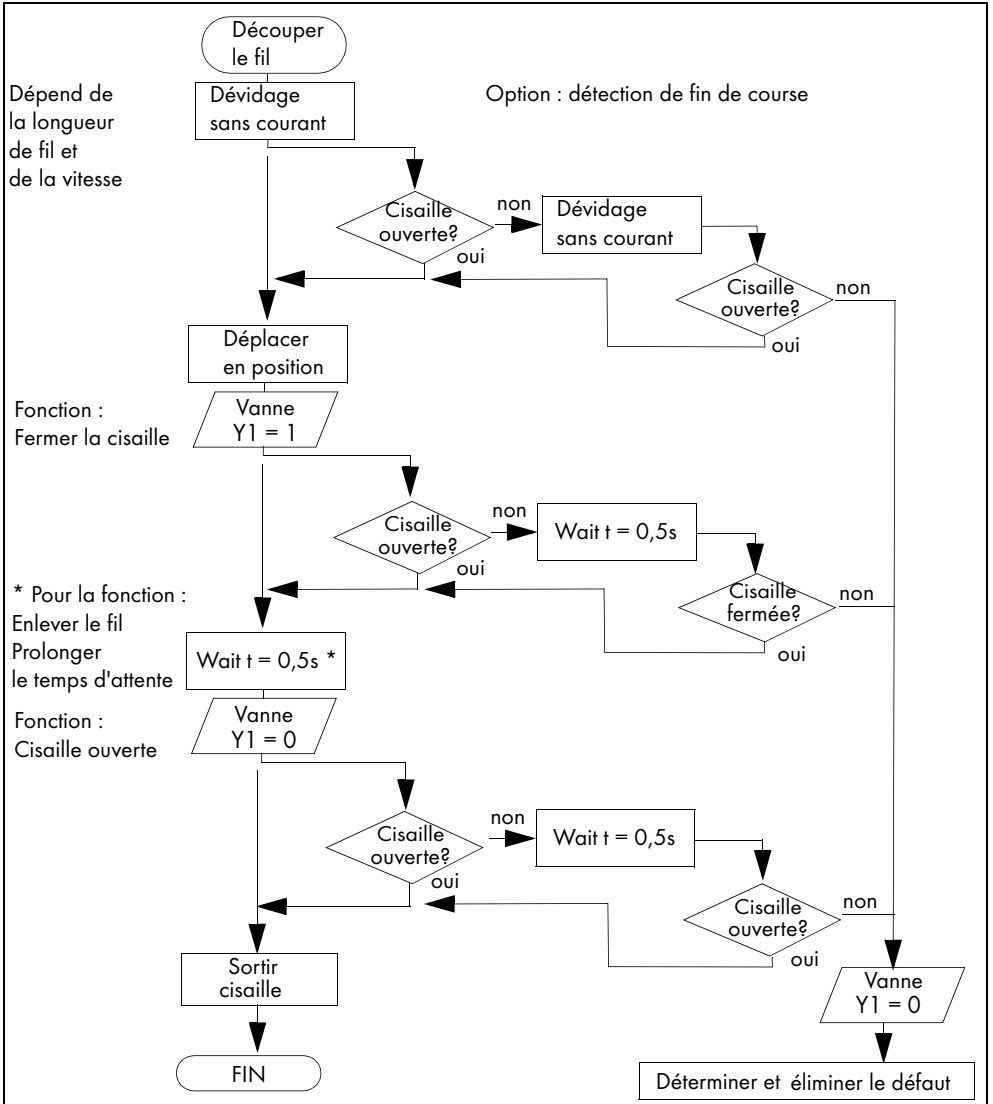 Découper
le fil
Dépend de
la longueur
de fil et
de la vitesse
Dévidage
sans courant
Option : détection de fin de course
Cisaille
ouverte?
non
oui
Dévidage
sans courant
Cisaille
ouverte?
non
oui
Déplacer
en position
Fonction :
Fermer la cisaille
Vanne
Y1 = 1
Cisaille
ouverte?
non
oui
Wait t = 0,5s
Cisaille
fermée?
non
oui
* Pour la fonction :
Enlever le fil
Prolonger
le temps d'attente
Wait t = 0,5s *
Fonction :
Cisaille ouverte
Vanne
Y1 = 0
Cisaille
ouverte?
non
oui
Wait t = 0,5s
Cisaille
ouverte?
non
oui
Sortir
cisaille
Vanne
Y1 = 0
FIN
Déterminer et éliminer le défaut